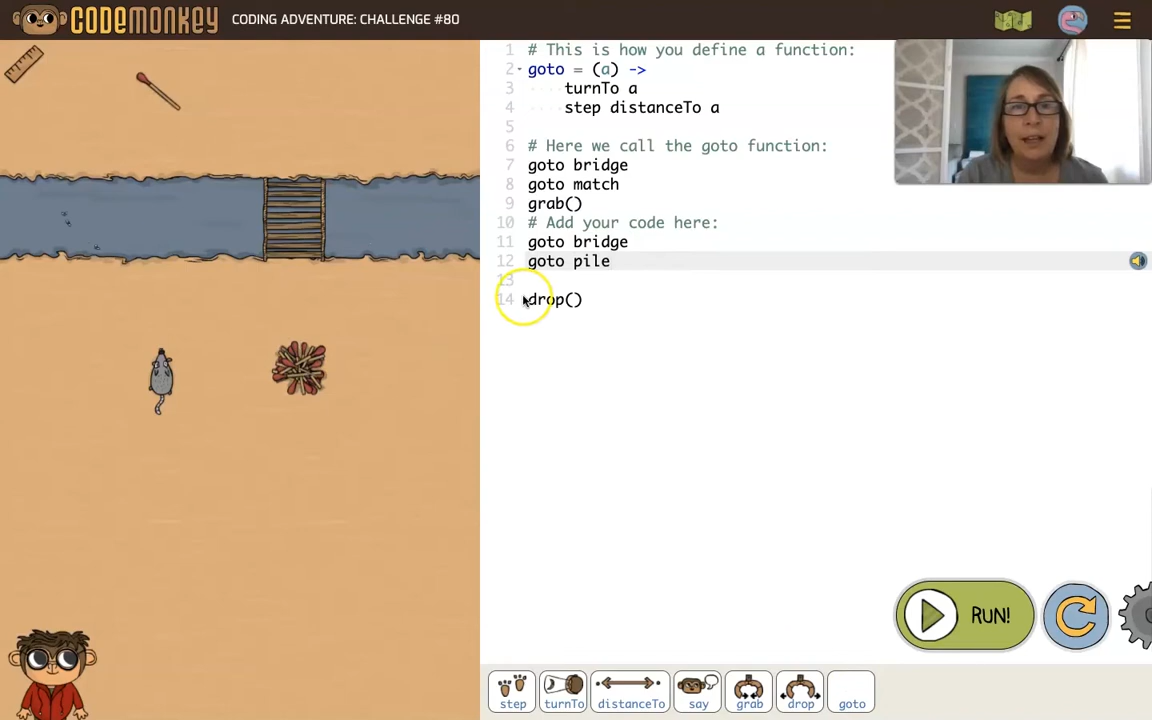 CODEMONKEY CODING ADVENTURE: CHALLENGE #80
1 # This is how you define a function:
2 goto = (a) ->
3 turnTo a
4 step distanceTo a
5
6 # Here we call the goto function:
7 goto bridge
8 goto match
9 grab()
10 # Add your code here:
11 goto bridge
12 goto pile
13
14 drop()
RUN!
step turnTo distanceTo say grab drop goto